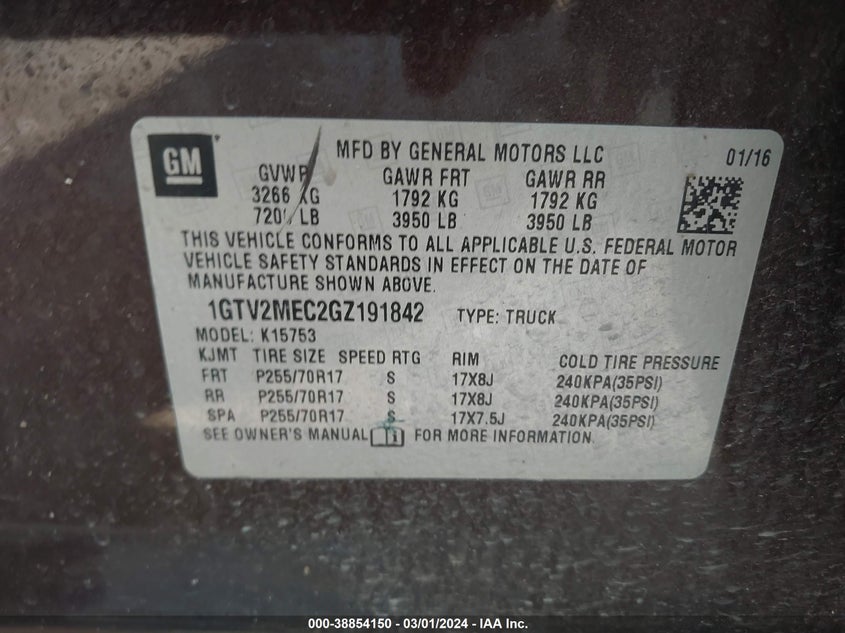 GM
MFD BY GENERAL MOTORS LLC 01/16
GVWR GAWR FRT GAWR RR
3266 KG 1792 KG 1792 KG
LB 3950 LB 3950 LB
THIS VEHICLE CONFORMS TO ALL APPLICABLE U.S. FEDERAL MOTOR
VEHICLE SAFETY STANDARDS IN EFFECT ON THE DATE OF
MANUFACTURE SHOWN ABOVE.
1GTV2MEC2GZ191842 TYPE: TRUCK
MODEL: K15753
KJMT TIRE SIZE SPEED RTG RIM COLD TIRE PRESSURE
FRT P255/70R17 S 17X8J 240KPA(35PSI)
RR P255/70R17 S 17X8J 240KPA(35PSI)
SPA P255/70R17 S 17X7.5J 240KPA(35PSI)
SEE OWNER'S MANUAL i FOR MORE INFORMATION.
000-38854150 - 03/01/2024 - IAA Inc.